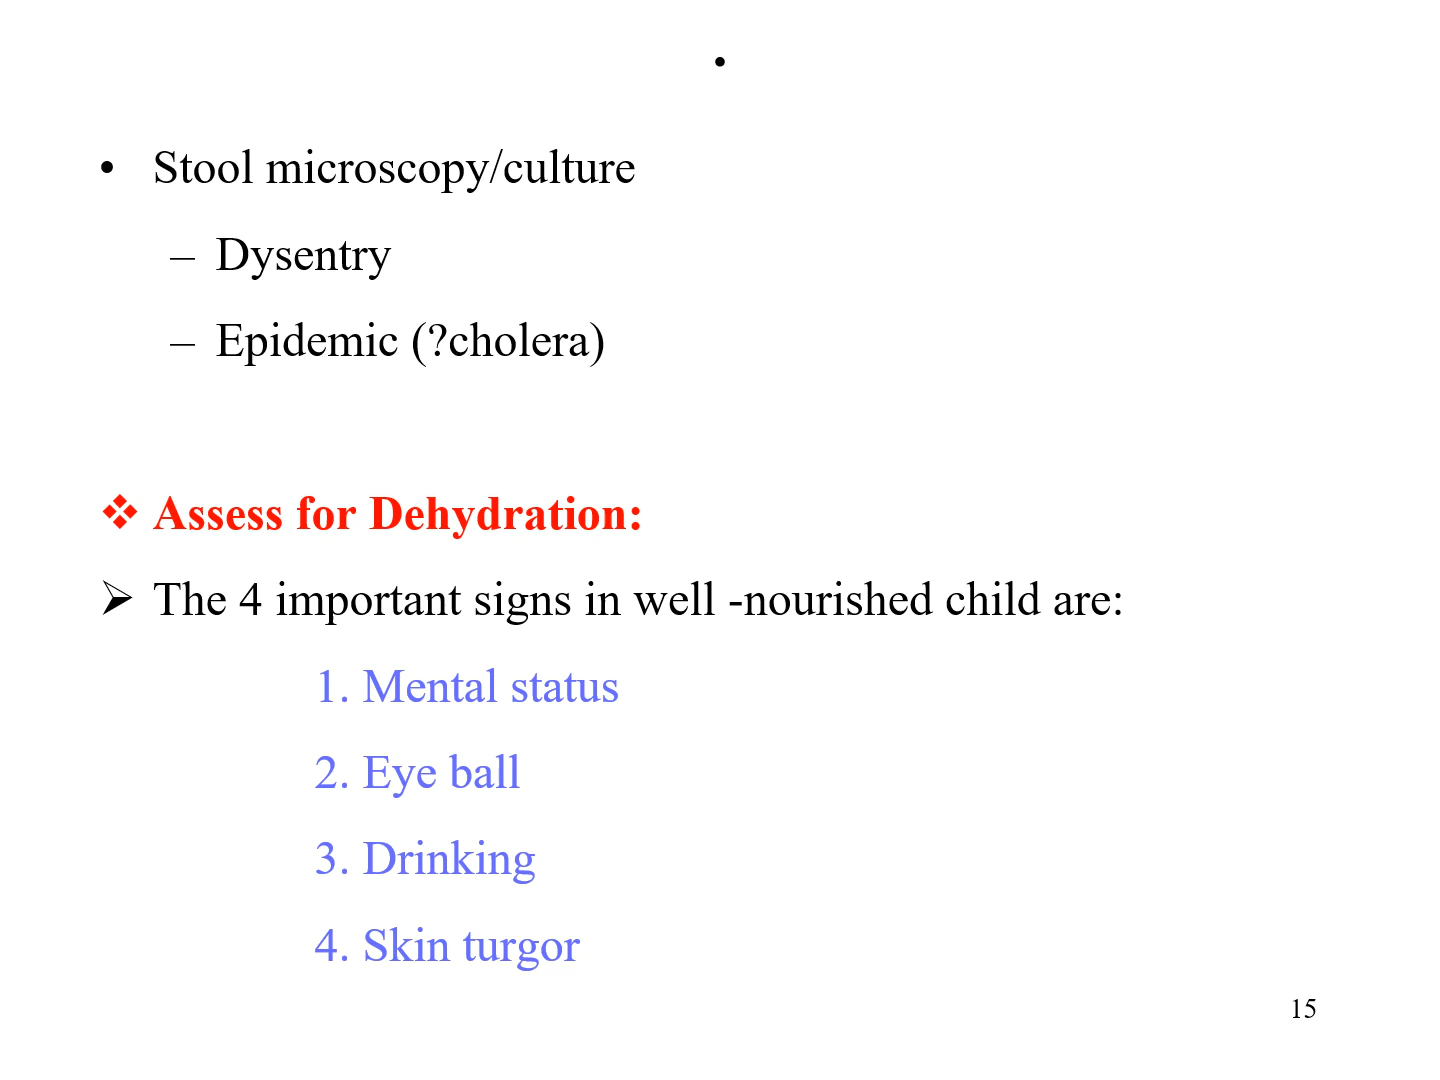 .
• Stool microscopy/culture
– Dysentry
– Epidemic (?cholera)
❖ Assess for Dehydration:
➢ The 4 important signs in well -nourished child are:
1. Mental status
2. Eye ball
3. Drinking
4. Skin turgor
15